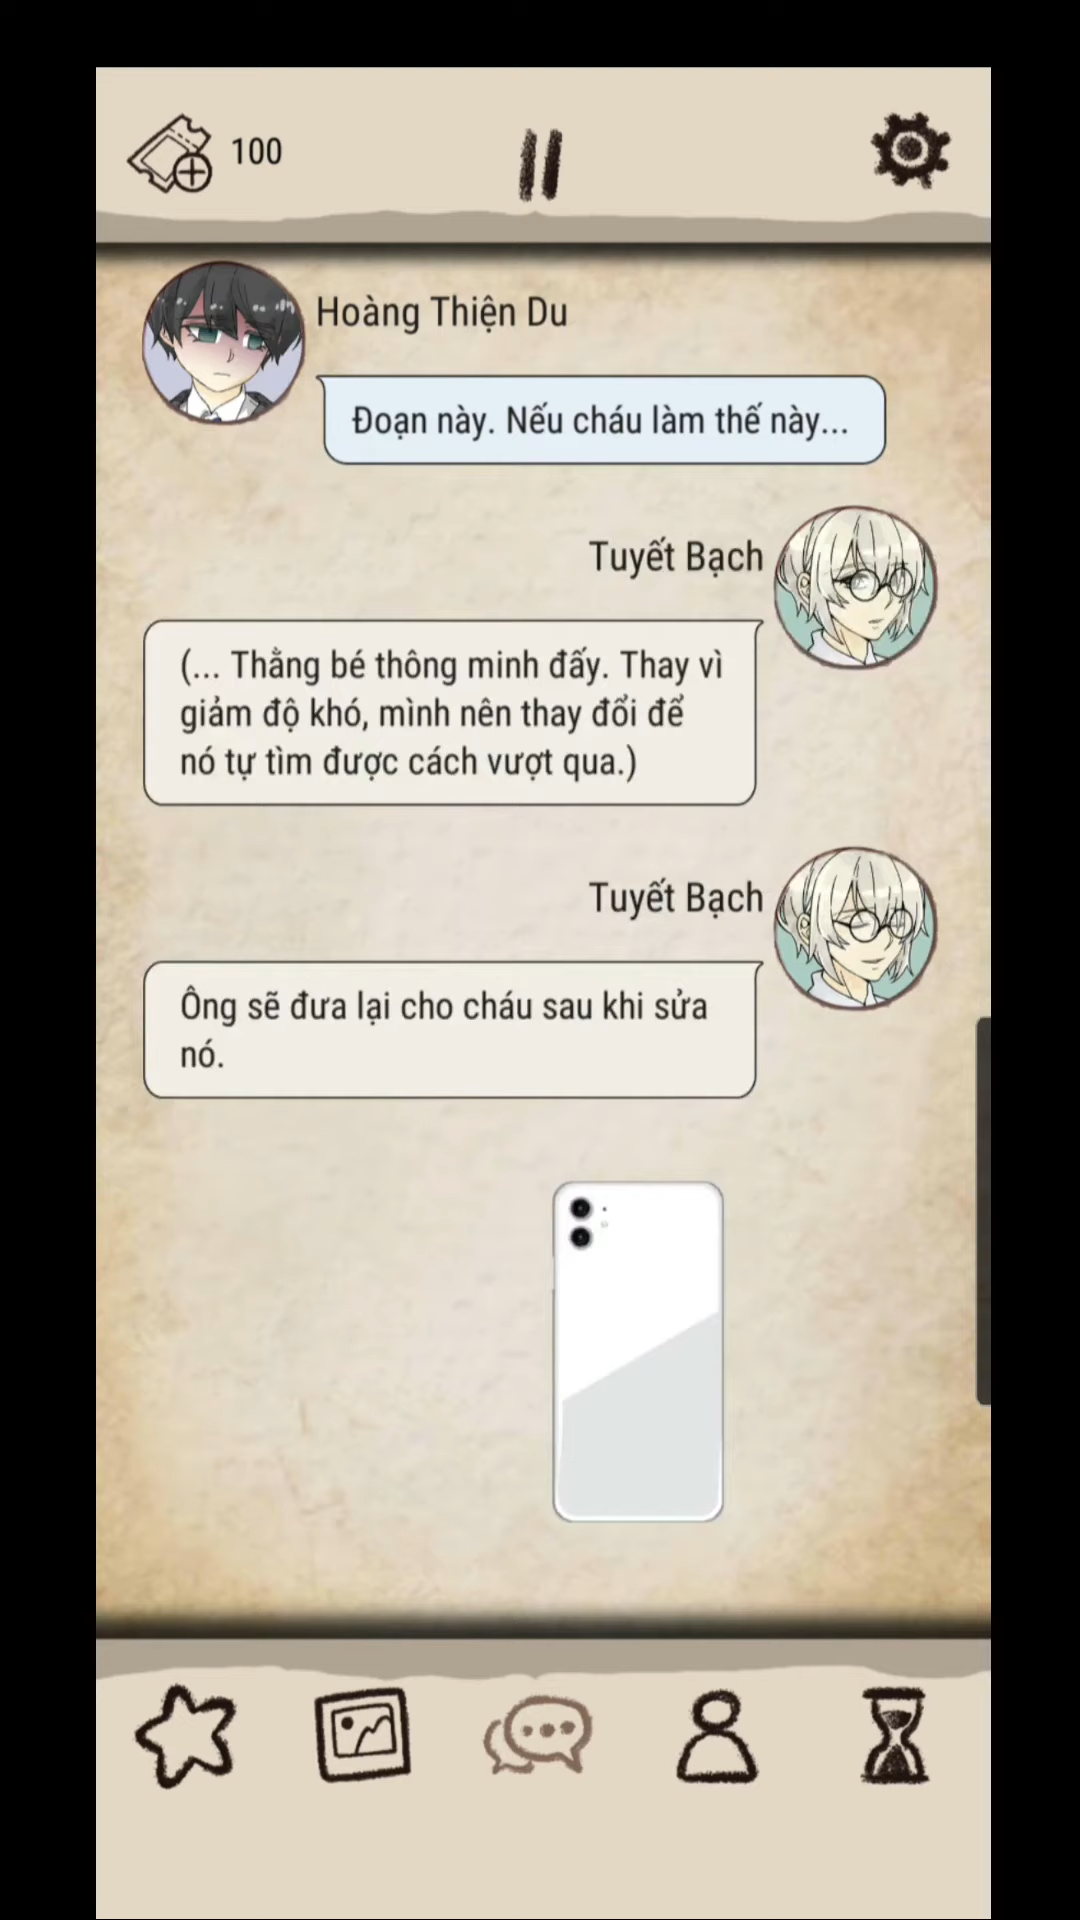 100
Hoàng Thiện Du
Đoạn này. Nếu cháu làm thế này...
Tuyết Bạch
(... Thằng bé thông minh đấy. Thay vì
giảm độ khó, mình nên thay đổi để
nó tự tìm được cách vượt qua.)
Tuyết Bạch
Ông sẽ đưa lại cho cháu sau khi sửa
nó.